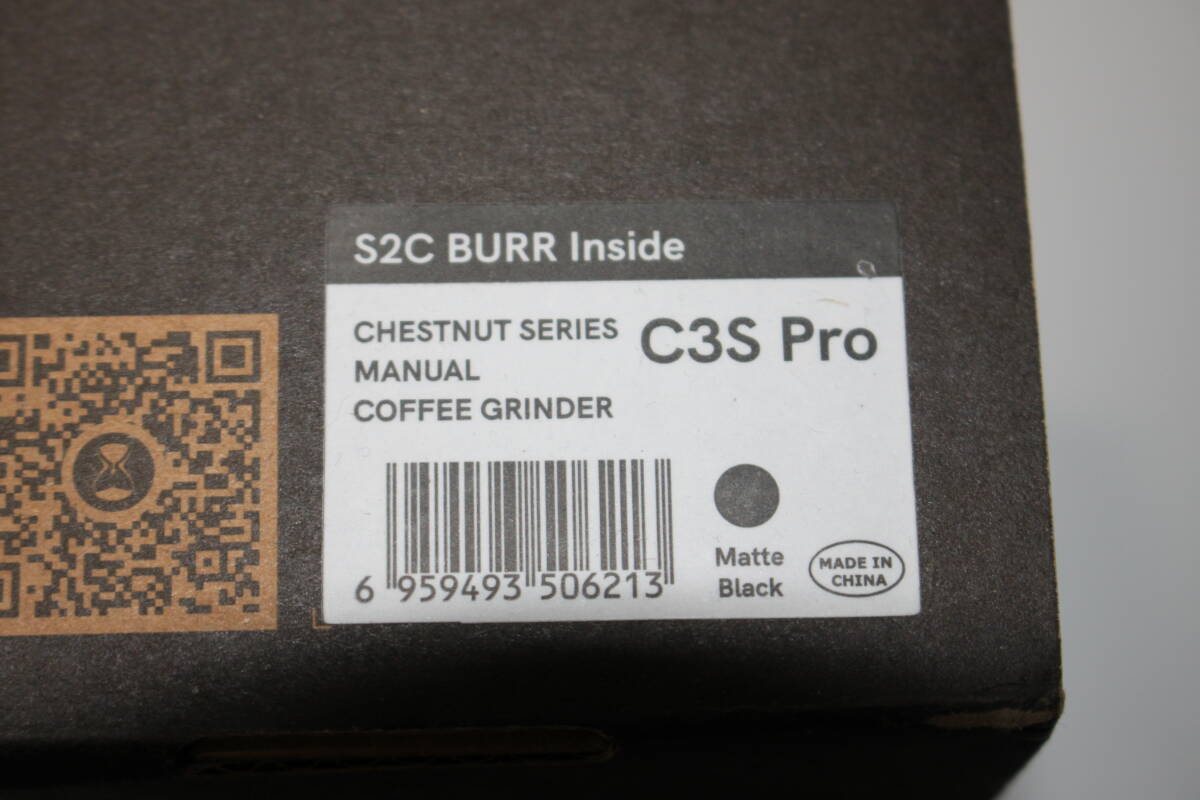 S2C BURR Inside
CHESTNUT SERIES
MANUAL
COFFEE GRINDER
C3S Pro
6 959493 506213
Matte
Black
MADE IN
CHINA